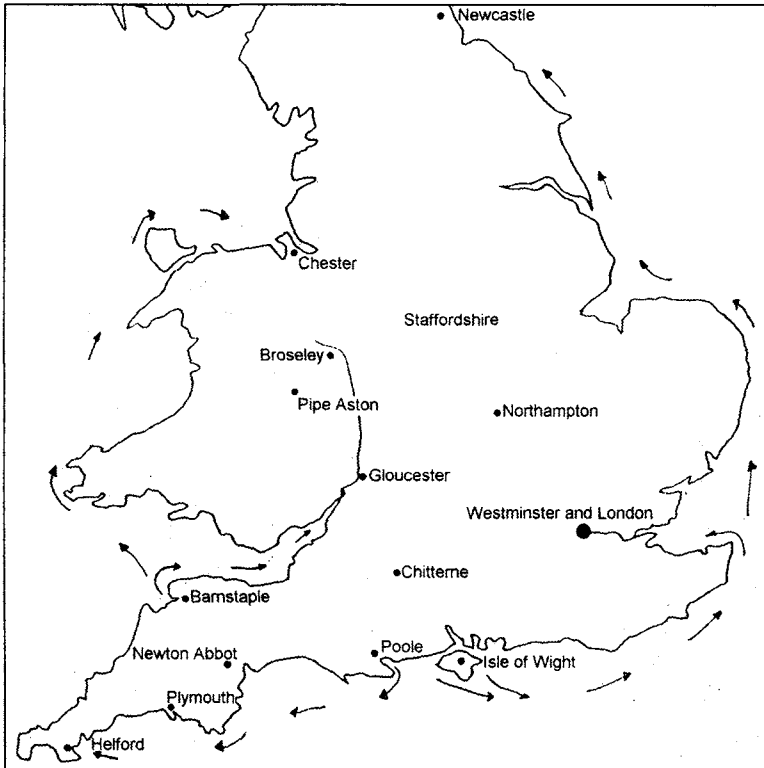 Newcastle
Chester
Staffordshire
Broseley
Pipe Aston
Northampton
Gloucester
Westminster and London
Chitterne
Barnstaple
Newton Abbot
Poole
Isle of Wight
Plymouth
Helford